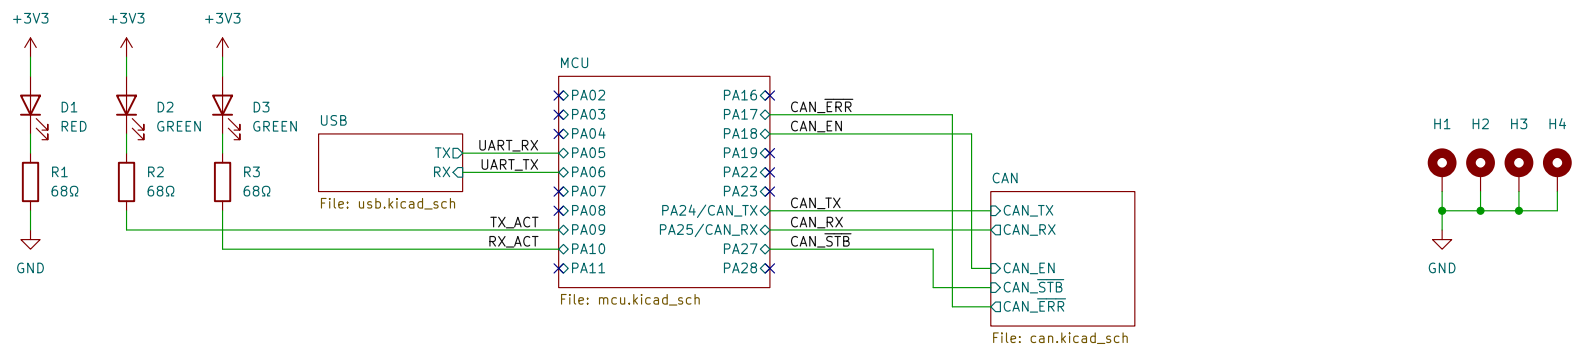 +3V3
+3V3
+3V3
D1
RED
D2
GREEN
D3
GREEN
R1
68Ω
R2
68Ω
R3
68Ω
GND
USB
TX
RX
File: usb.kicad_sch
UART_RX
UART_TX
TX_ACT
RX_ACT
MCU
PA02
PA03
PA04
PA05
PA06
PA07
PA08
PA09
PA10
PA11
PA16
PA17
PA18
PA19
PA22
PA23
PA24/CAN_TX
PA25/CAN_RX
PA27
PA28
File: mcu.kicad_sch
CAN_ERR
CAN_EN
CAN_TX
CAN_RX
CAN_STB
CAN
CAN_TX
CAN_RX
CAN_EN
CAN_STB
CAN_ERR
File: can.kicad_sch
H1
H2
H3
H4
GND